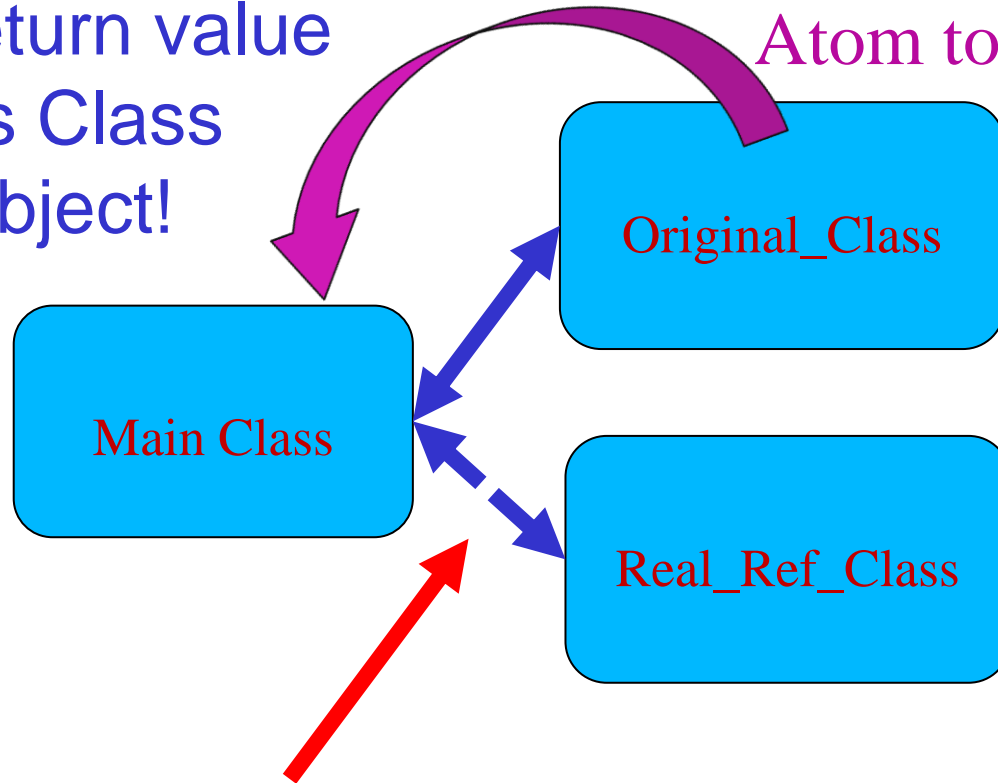 eturn value
s Class
bject!
Atom to
Original_Class
Main Class
Real_Ref_Class